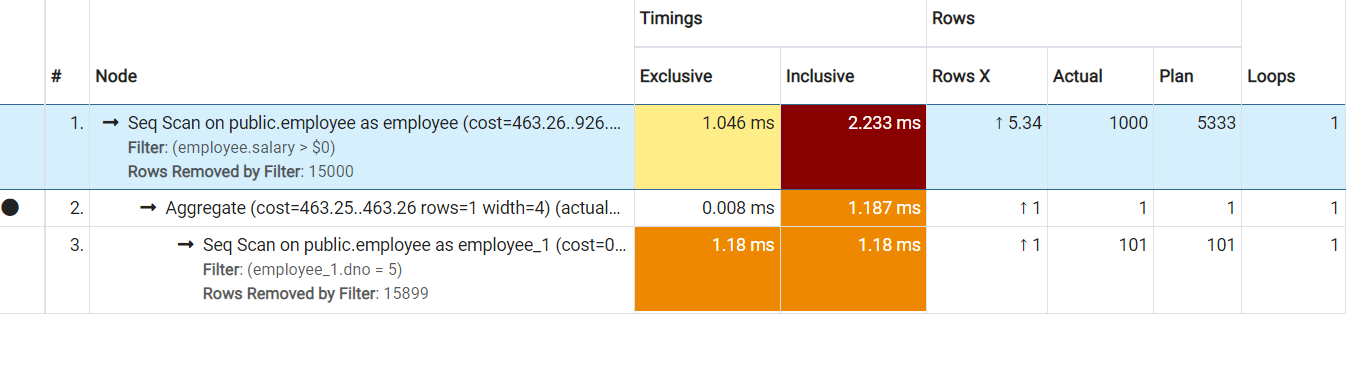 Timings Rows
# Node Exclusive Inclusive Rows X Actual Plan Loops
1. → Seq Scan on public.employee as employee (cost=463.26..926.... 1.046 ms 2.233 ms ↑ 5.34 1000 5333 1
Filter: (employee.salary > $0)
Rows Removed by Filter: 15000
2. → Aggregate (cost=463.25..463.26 rows=1 width=4) (actual... 0.008 ms 1.187 ms ↑ 1 1 1 1
3. → Seq Scan on public.employee as employee_1 (cost=0... 1.18 ms 1.18 ms ↑ 1 101 101 1
Filter: (employee_1.dno = 5)
Rows Removed by Filter: 15899